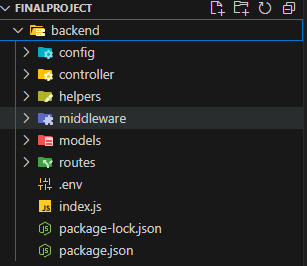 FINALPROJECT
backend
config
controller
helpers
middleware
models
routes
.env
index.js
package-lock.json
package.json